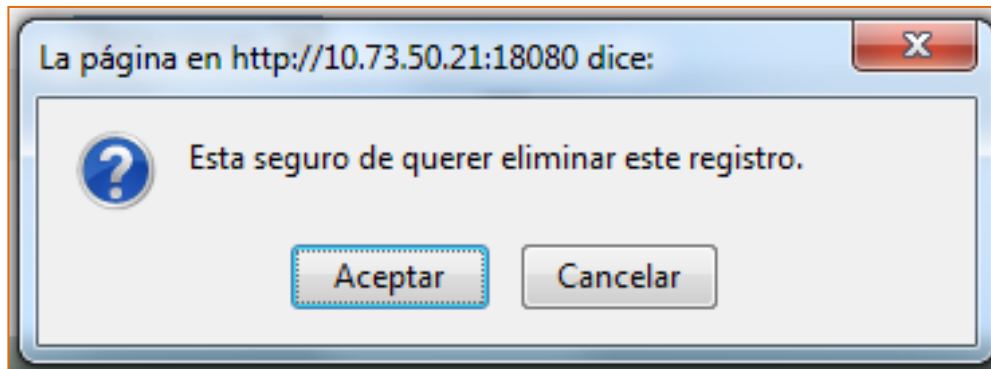 La página en http://10.73.50.21:18080 dice:
Esta seguro de querer eliminar este registro.
Aceptar Cancelar